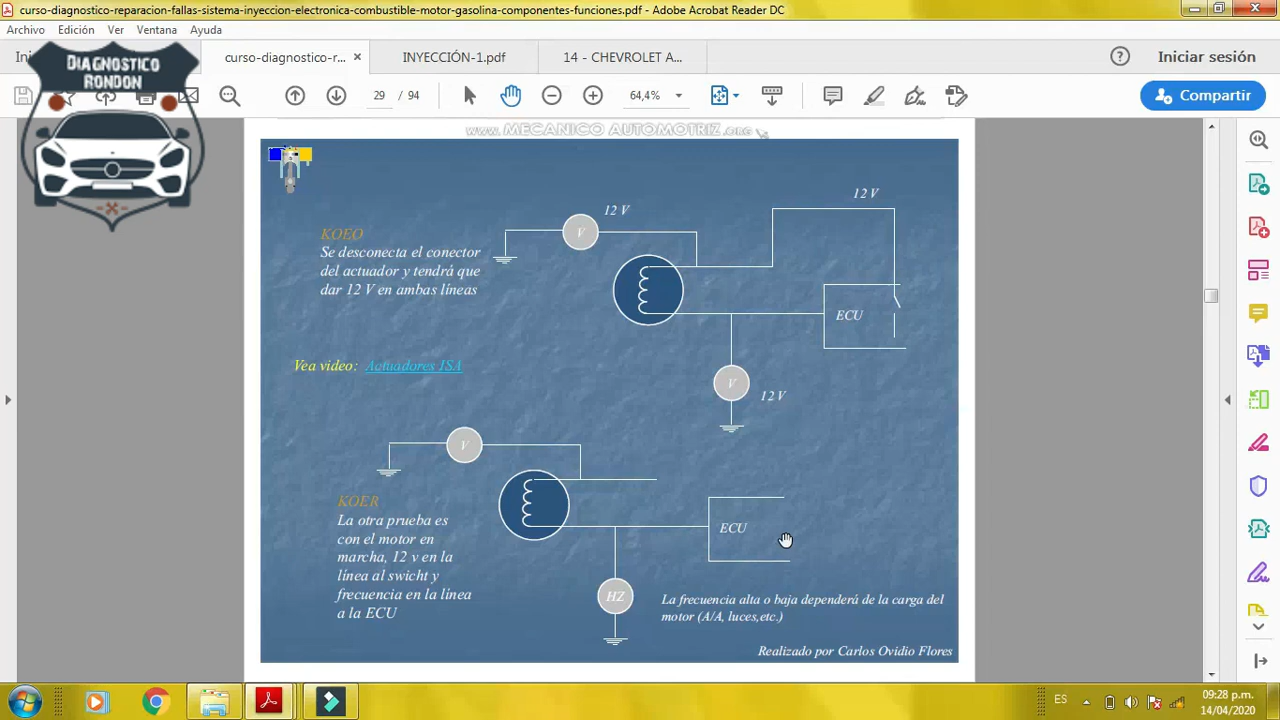 curso-diagnostico-reparacion-fallas-sistema-inyeccion-electronica-combustible-motor-gasolina-componentes-funciones.pdf - Adobe Acrobat Reader DC
Archivo Edición Ver Ventana Ayuda
curso-diagnostico-r... × INYECCIÓN-1.pdf 14 - CHEVROLET A... Iniciar sesión
DIAGNOSTICO
RONDON
29 / 94 64,4% Compartir
www.MECANICO AUTOMOTRIZ.org
12 V
12 V
KOEO
V
Se desconecta el conector
del actuador y tendrá que
dar 12 V en ambas líneas
ECU
Vea video: Actuadores ISA
V
12 V
V
KOER
La otra prueba es
con el motor en
marcha, 12 v en la
línea al swicht y
frecuencia en la línea
a la ECU
ECU
HZ
La frecuencia alta o baja dependerá de la carga del
motor (A/A, luces,etc.)
Realizado por Carlos Ovidio Flores
ES
09:28 p.m.
14/04/2020